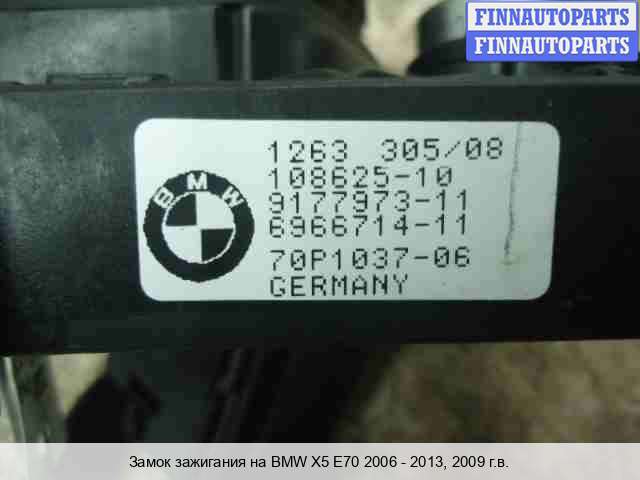 FINNAUTOPARTS
FINNAUTOPARTS
1263 305/08
108625-10
9177973-11
6966714-11
70P1037-06
GERMANY
BMW
Замок зажигания на BMW X5 E70 2006 - 2013, 2009 г.в.